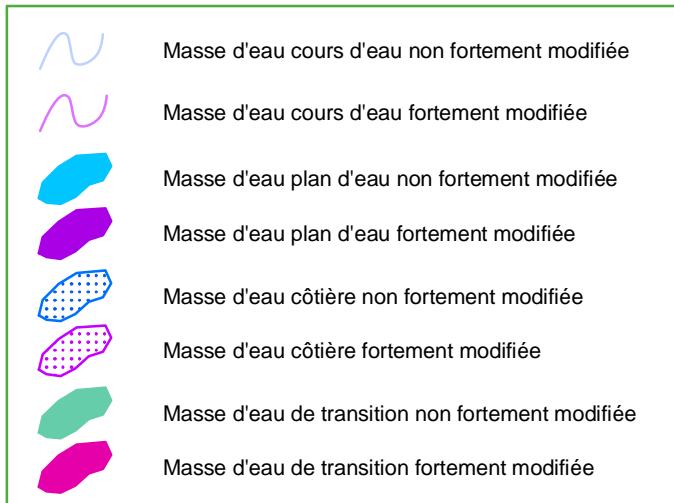 Masse d'eau cours d'eau non fortement modifiée
Masse d'eau cours d'eau fortement modifiée
Masse d'eau plan d'eau non fortement modifiée
Masse d'eau plan d'eau fortement modifiée
Masse d'eau côtière non fortement modifiée
Masse d'eau côtière fortement modifiée
Masse d'eau de transition non fortement modifiée
Masse d'eau de transition fortement modifiée